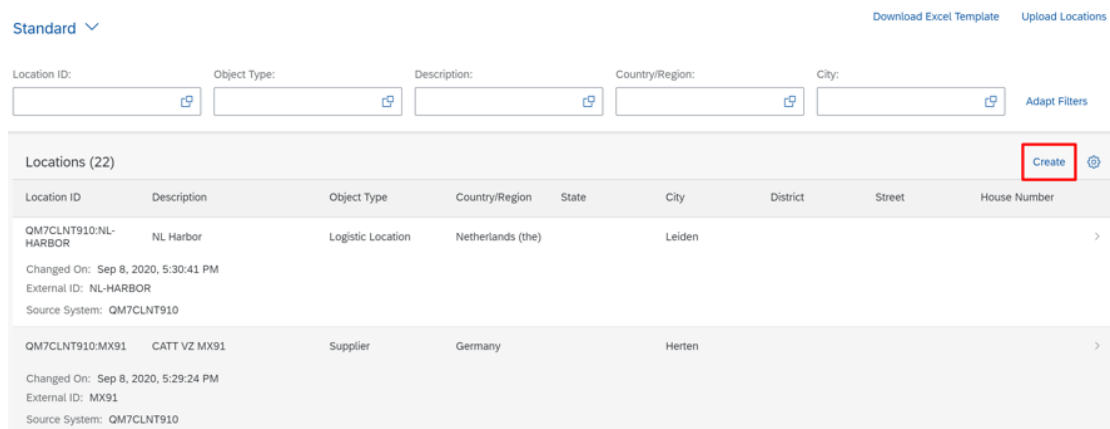 Download Excel Template Upload Locations
Standard
Location ID: Object Type: Description: Country/Region: City:
Adapt Filters
Locations (22) Create
Location ID Description Object Type Country/Region State City District Street House Number
QM7CLNT910:NL-
HARBOR NL Harbor Logistic Location Netherlands (the) Leiden
Changed On: Sep 8, 2020, 5:30:41 PM
External ID: NL-HARBOR
Source System: QM7CLNT910
QM7CLNT910:MX91 CATT VZ MX91 Supplier Germany Herten
Changed On: Sep 8, 2020, 5:29:24 PM
External ID: MX91
Source System: QM7CLNT910